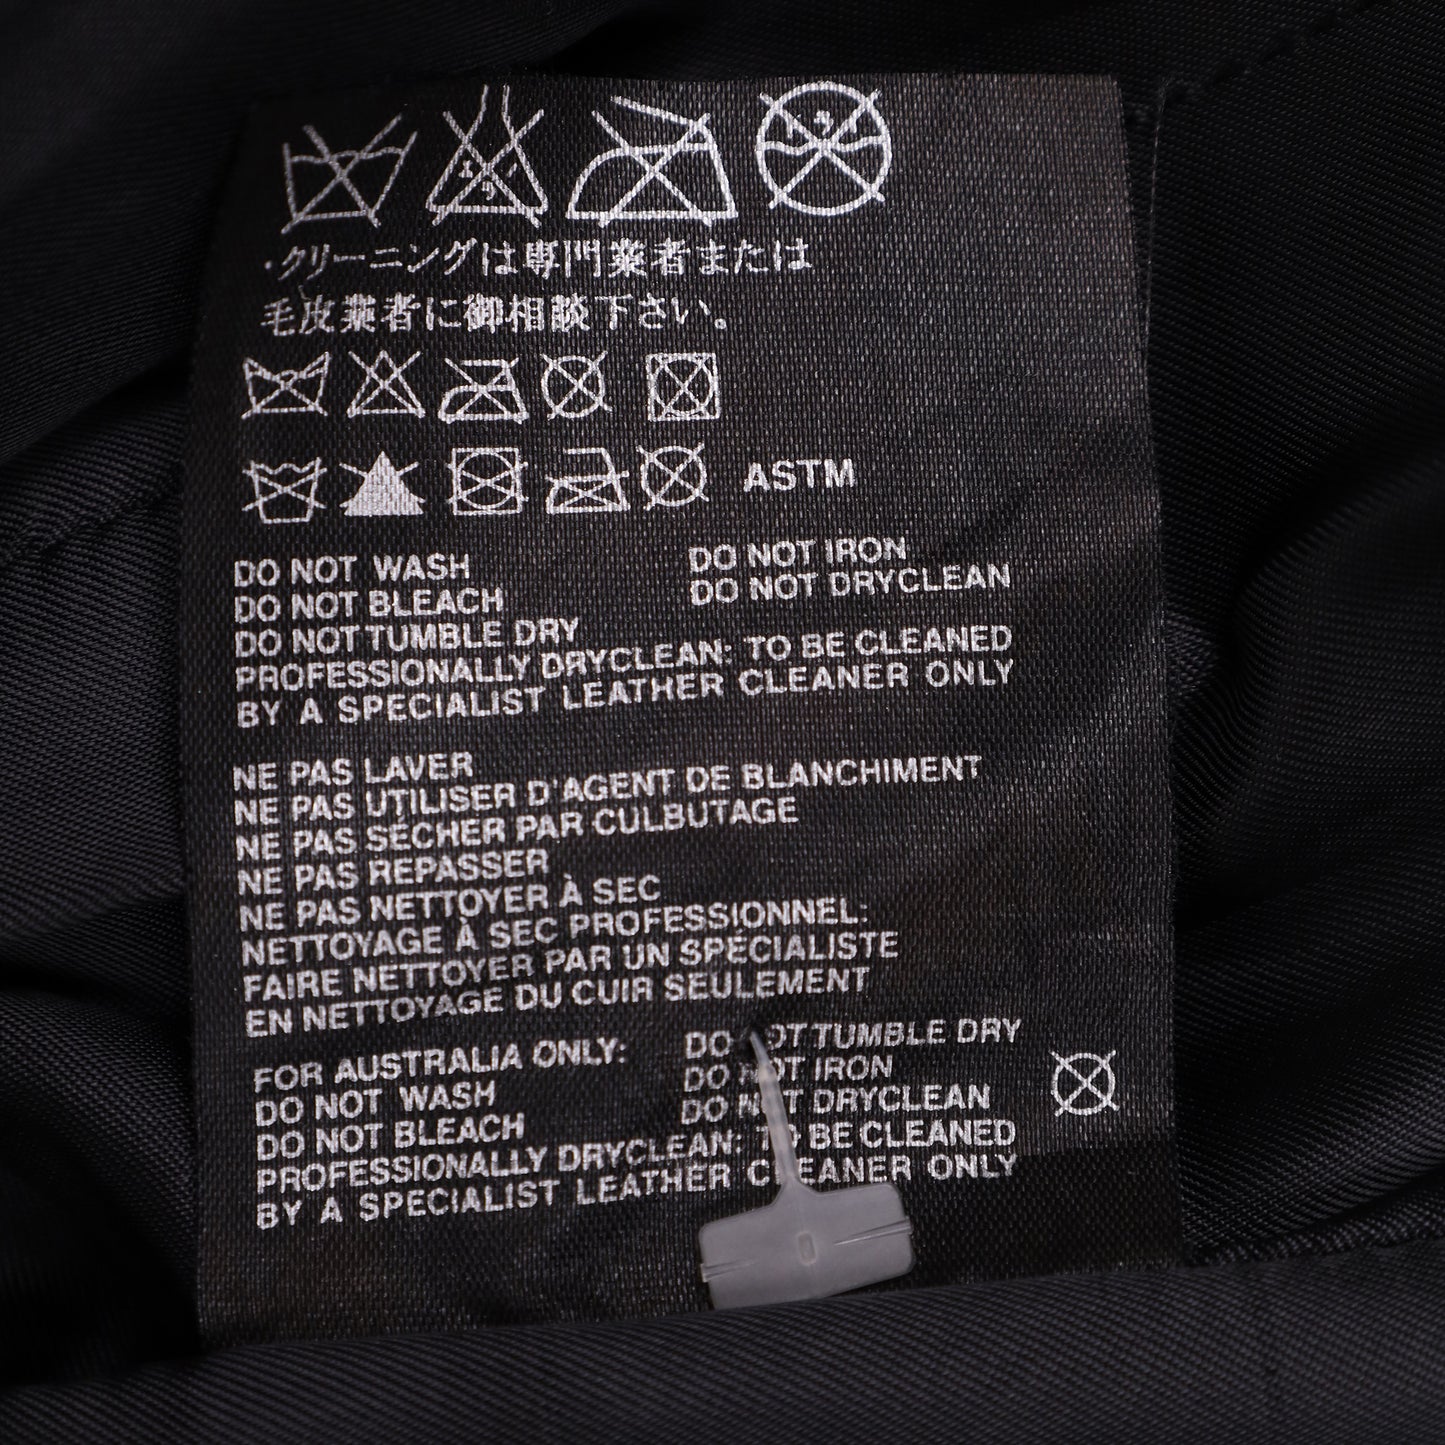 ・クリーニングは専門業者または
毛皮業者に御相談下さい。
ASTM
DO NOT WASH
DO NOT BLEACH
DO NOT TUMBLE DRY
DO NOT IRON
DO NOT DRYCLEAN
PROFESSIONALLY DRYCLEAN: TO BE CLEANED
BY A SPECIALIST LEATHER CLEANER ONLY
NE PAS LAVER
NE PAS UTILISER D'AGENT DE BLANCHIMENT
NE PAS SÉCHER PAR CULBUTAGE
NE PAS REPASSER
NE PAS NETTOYER À SEC
NETTOYAGE À SEC PROFESSIONNEL:
FAIRE NETTOYER PAR UN SPÉCIALISTE
EN NETTOYAGE DU CUIR SEULEMENT
FOR AUSTRALIA ONLY:
DO NOT WASH
DO NOT BLEACH
DO NOT TUMBLE DRY
DO NOT IRON
DO NOT DRYCLEAN
PROFESSIONALLY DRYCLEAN: TO BE CLEANED
BY A SPECIALIST LEATHER CLEANER ONLY